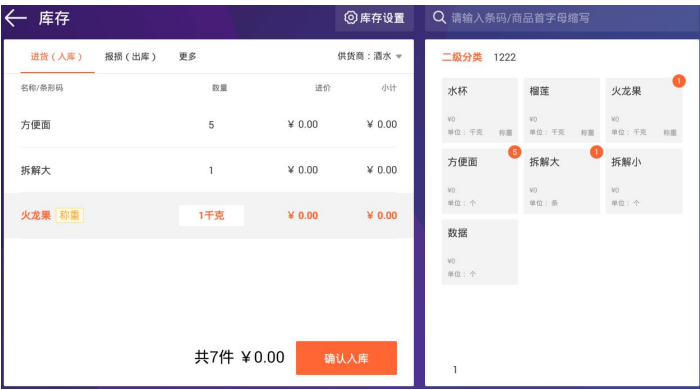 库存
库存设置
请输入条码/商品首字母缩写
进货（入库） 报损（出库） 更多 供货商：酒水
名称/条形码 数量 进价 小计
方便面 5 ¥ 0.00 ¥ 0.00
拆解大 1 ¥ 0.00 ¥ 0.00
火龙果 称重 1千克 ¥ 0.00 ¥ 0.00
共7件 ¥0.00 确认入库
二级分类 1222
水杯 榴莲 火龙果 1
¥0 ¥0 ¥0
单位：千克 称重 单位：千克 称重 单位：千克 称重
方便面 5 拆解大 1 拆解小
¥0 ¥0 ¥0
单位：个 单位：条 单位：个
数据
¥0
单位：个
1